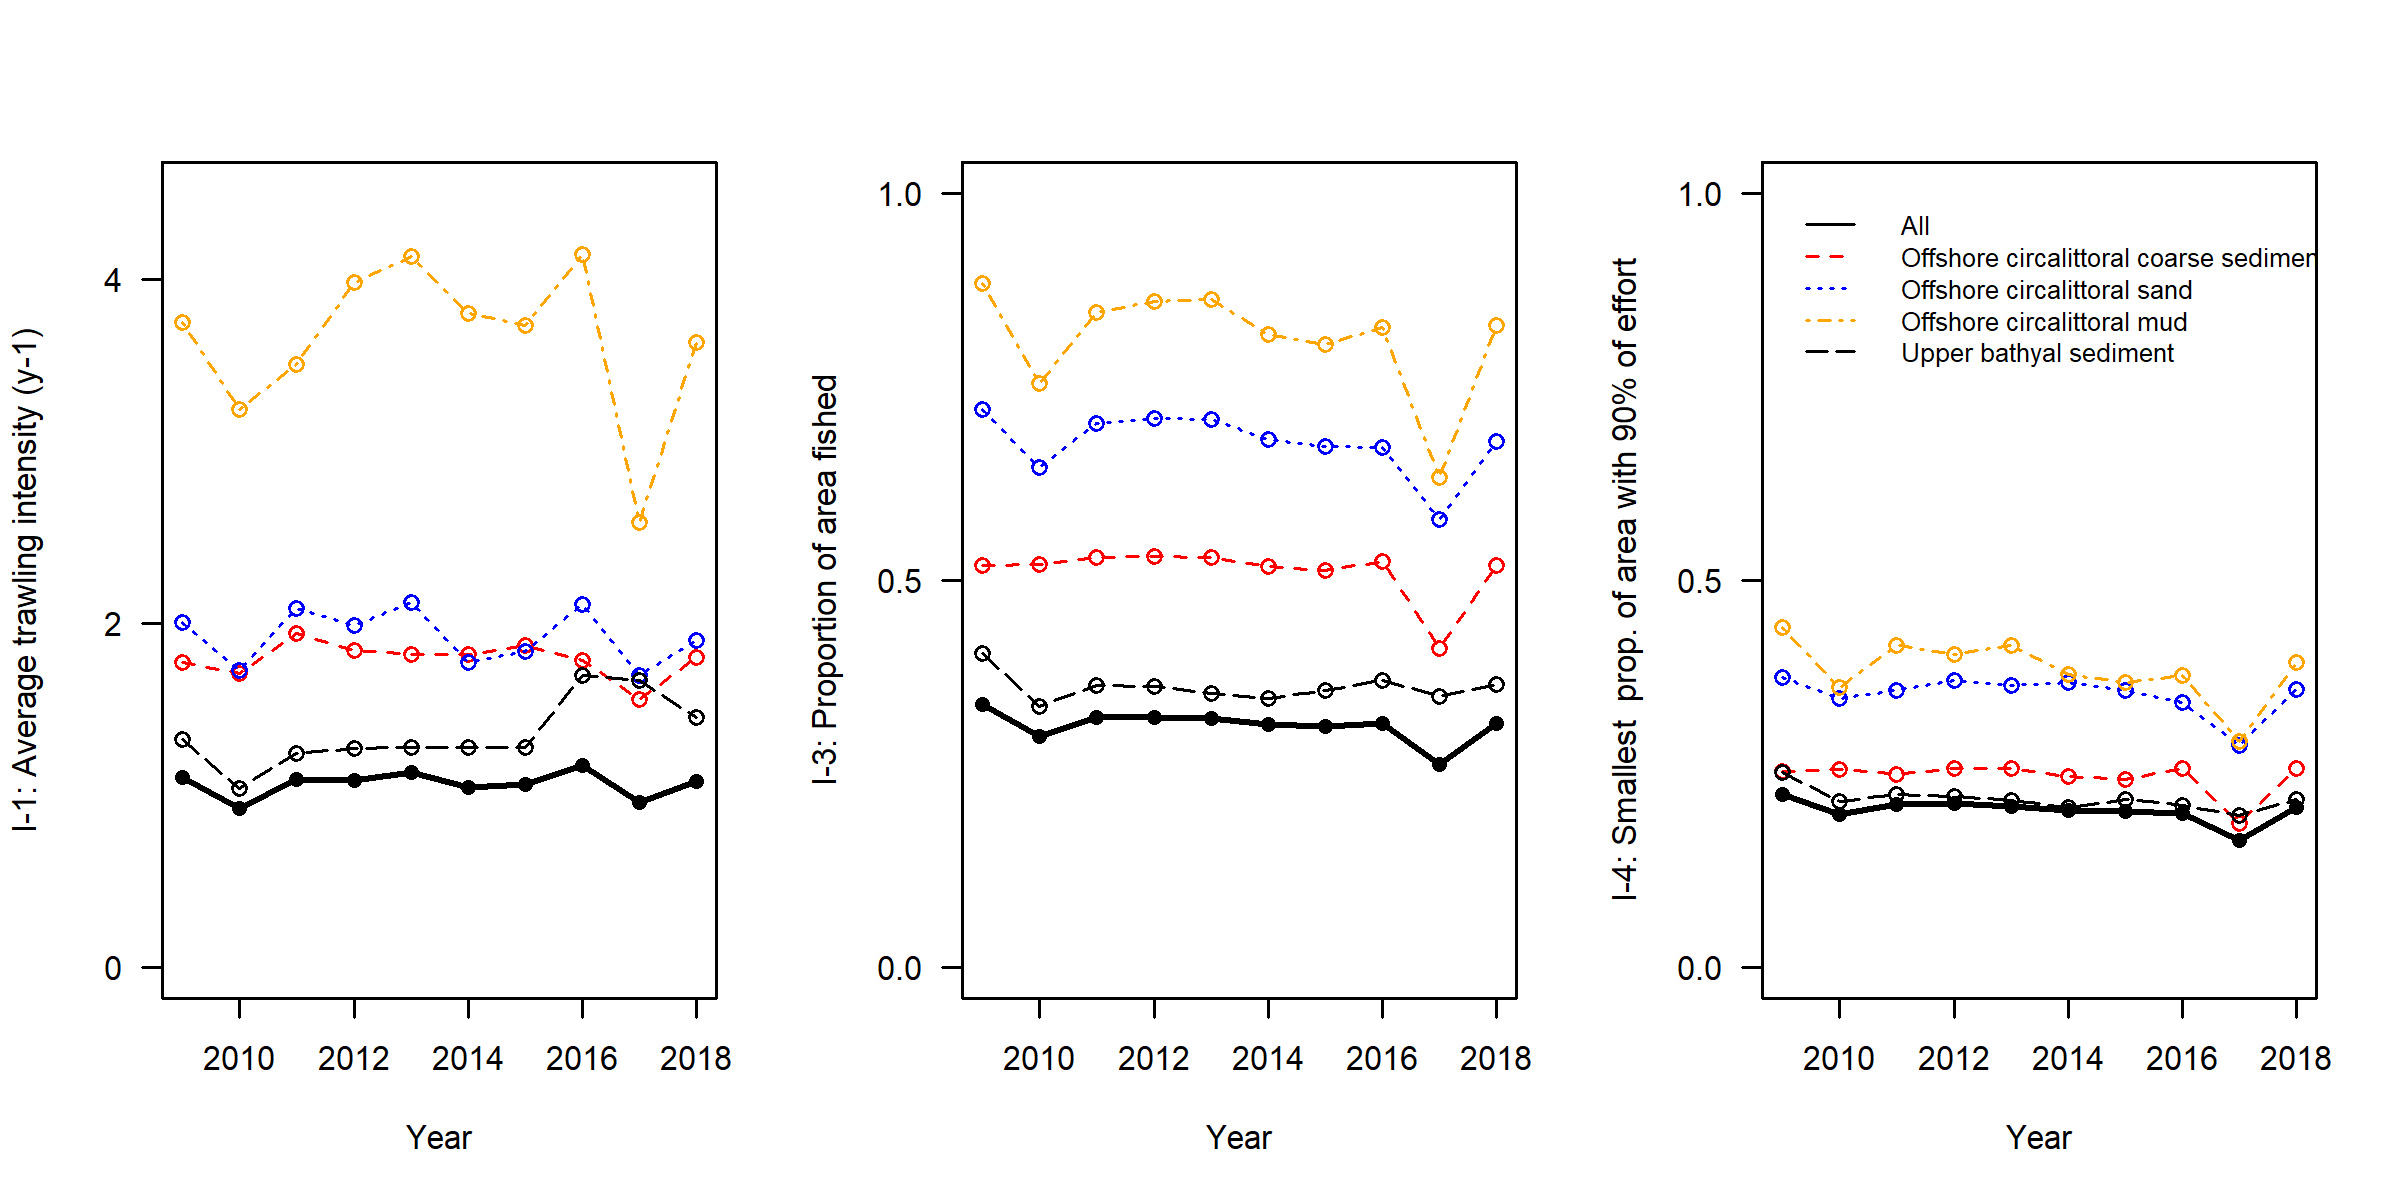 I-1: Average trawling intensity (y-1)
4
2
0
2010 2012 2014 2016 2018
Year
I-3: Proportion of area fished
1.0
0.5
0.0
2010 2012 2014 2016 2018
Year
I-4: Smallest prop. of area with 90% of effort
1.0
0.5
0.0
All
Offshore circalittoral coarse sedimen
Offshore circalittoral sand
Offshore circalittoral mud
Upper bathyal sediment
2010 2012 2014 2016 2018
Year